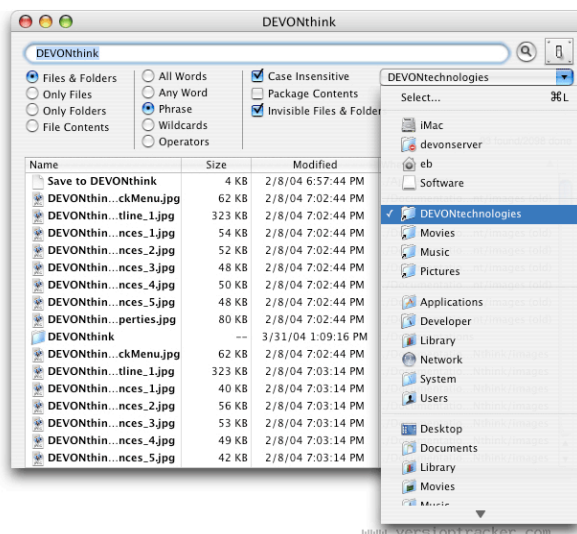 DEVONthink
DEVONthink
Files & Folders
Only Files
Only Folders
File Contents
All Words
Any Word
Phrase
Wildcards
Operators
Case Insensitive
Package Contents
Invisible Files & Folder
DEVONtechnologies
Select... ⌘L
iMac
devonserver
eb
Software
✓ DEVONtechnologies
Movies
Music
Pictures
Applications
Developer
Library
Network
System
Users
Desktop
Documents
Library
Movies
Music
Name Size Modified
Save to DEVONthink 4 KB 2/8/04 6:57:44 PM
DEVONthin...ckMenu.jpg 62 KB 2/8/04 7:02:44 PM
DEVONthin...tline_1.jpg 323 KB 2/8/04 7:02:44 PM
DEVONthin...nces_1.jpg 54 KB 2/8/04 7:02:44 PM
DEVONthin...nces_2.jpg 52 KB 2/8/04 7:02:44 PM
DEVONthin...nces_3.jpg 48 KB 2/8/04 7:02:44 PM
DEVONthin...nces_4.jpg 50 KB 2/8/04 7:02:44 PM
DEVONthin...nces_5.jpg 48 KB 2/8/04 7:02:44 PM
DEVONthin...perties.jpg 80 KB 2/8/04 7:02:44 PM
DEVONthink -- 3/31/04 1:09:16 PM
DEVONthin...ckMenu.jpg 62 KB 2/8/04 7:02:44 PM
DEVONthin...tline_1.jpg 323 KB 2/8/04 7:03:14 PM
DEVONthin...nces_1.jpg 40 KB 2/8/04 7:03:14 PM
DEVONthin...nces_2.jpg 56 KB 2/8/04 7:03:14 PM
DEVONthin...nces_3.jpg 53 KB 2/8/04 7:03:14 PM
DEVONthin...nces_4.jpg 49 KB 2/8/04 7:03:14 PM
DEVONthin...nces_5.jpg 42 KB 2/8/04 7:03:14 PM
www.versiontracker.com